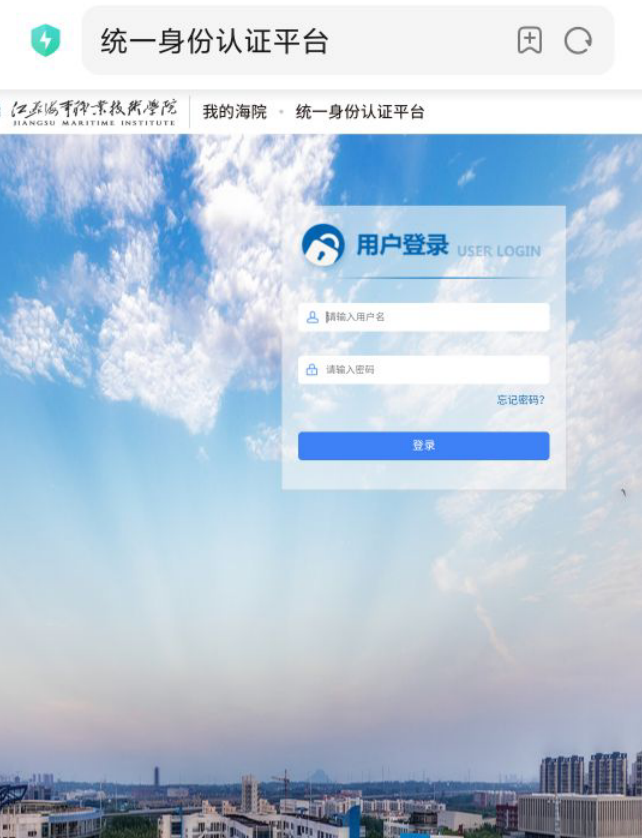 统一身份认证平台
江苏海事职业技术学院 我的海院 • 统一身份认证平台
JIANGSU MARITIME INSTITUTE
用户登录 USER LOGIN
请输入用户名
请输入密码
忘记密码?
登录